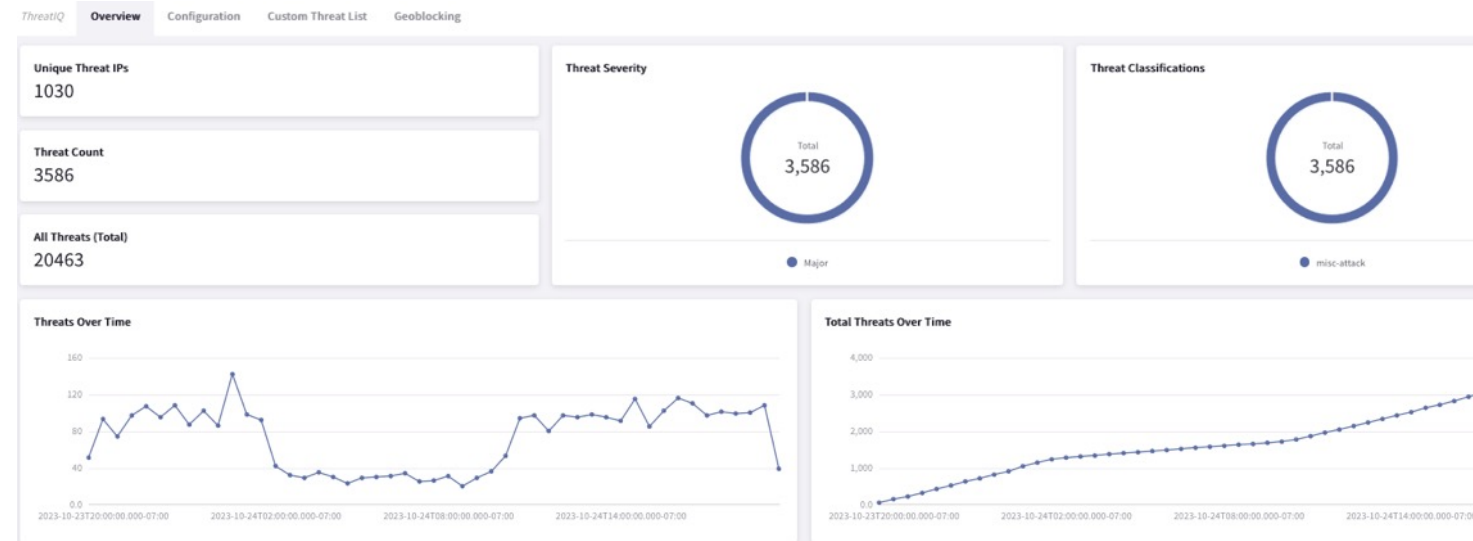 ThreatIQ Overview Configuration Custom Threat List Geoblocking
Unique Threat IPs
1030
Threat Count
3586
All Threats (Total)
20463
Threat Severity
Total
3,586
Major
Threat Classifications
Total
3,586
misc-attack
Threats Over Time
160
120
80
40
0.0
2023-10-23T20:00:00.000-07:00 2023-10-24T02:00:00.000-07:00 2023-10-24T08:00:00.000-07:00 2023-10-24T14:00:00.000-07:00
Total Threats Over Time
4,000
3,000
2,000
1,000
0.0
2023-10-23T20:00:00.000-07:00 2023-10-24T02:00:00.000-07:00 2023-10-24T08:00:00.000-07:00 2023-10-24T14:00:00.000-07:00